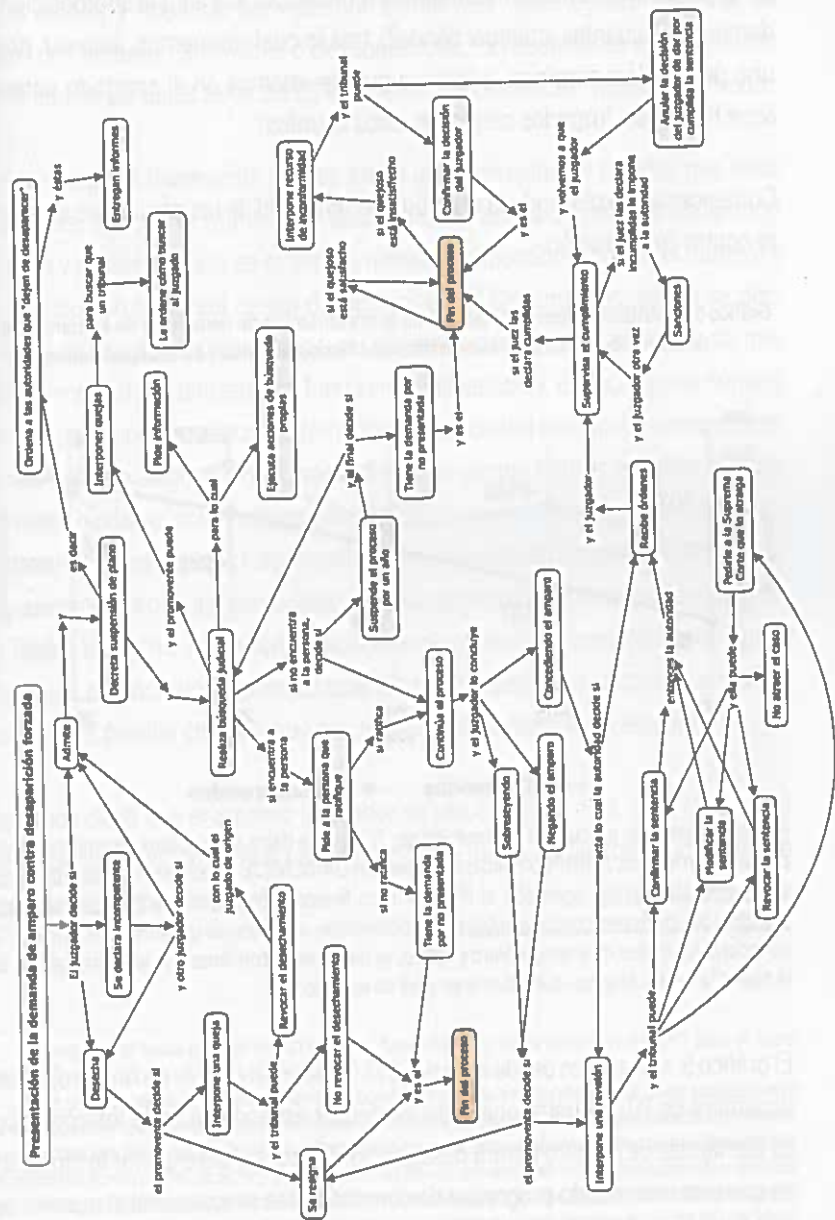 Presentación de la demanda de amparo contra desaparición forzada
El juzgador decide si
Desecha
Se declara incompetente
Admite
y otro juzgador decide si
y
es decir
Ordena a las autoridades que "dejen de desaparecer"
y éstas
Entregan informes
Decreta suspensión de plano
y
el promovente decide si
Interpone una queja
y el tribunal puede
Revocar el desechamiento
con lo cual el
juzgado de origen
No revocar el desechamiento
y es el
Se resigna
Fin del proceso
y el promovente puede
Interponer quejas
para buscar que
un tribunal
Le ordene cómo buscar
al juzgado
Realiza búsqueda judicial
para lo cual
Pide información
Ejecuta acciones de búsqueda
propias
si encuentra a
la persona
Pide a la persona que
ratifique
si no ratifica
Tiene la demanda
por no presentada
si ratifica
si no encuentra
a la persona,
decide si
Suspende el proceso
por un año
y al final decide si
Tiene la demanda por
no presentada
y es el
Continúa el proceso
y el juzgador lo concluye
Sobreseyendo
Negando el amparo
Concediendo el amparo
el promovente decide si
ante lo cual la autoridad decide si
Interpone una revisión
y el tribunal puede
Confirmar la sentencia
Modificar la
sentencia
Revocar la sentencia
entonces la autoridad
Pedirle a la Suprema
Corte que lo atraiga
y ella puede
No atraer el caso
Recibe órdenes
y el juzgador
Supervisa el cumplimiento
si el juez las declara
incumplidas le impone
a la autoridad
Sanciones
y el juzgador otra vez
si el juez las
declara cumplidas
Fin del proceso
si el quejoso
está satisfecho
si el quejoso
está insatisfecho
Interpone recurso
de inconformidad
y el tribunal
puede
Confirmar la decisión
del juzgador
y es el
Anular la decisión
del juzgador de dar por
cumplida la sentencia
y volvemos a que
el juzgador